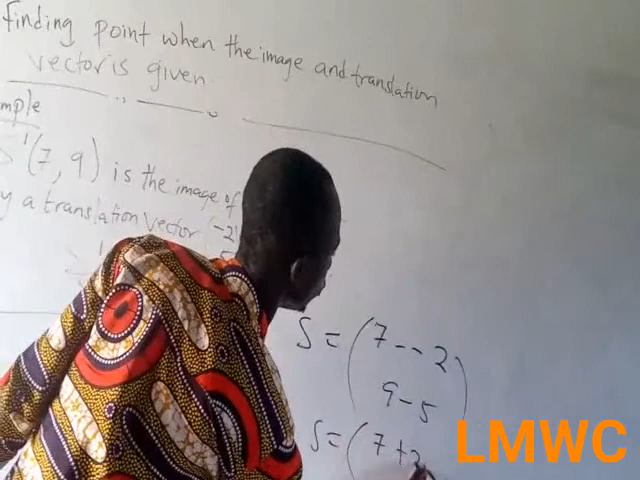 Finding point when the image and translation
vector is given
mple
S'(7, 9) is the image of
y a translation vector (-2
5
S = (7 - -2
9 - 5)
S = (7 + 2
LMWC